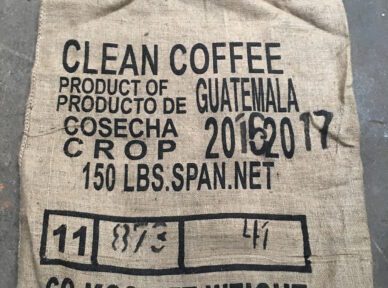 CLEAN COFFEE
PRODUCT OF
PRODUCTO DE GUATEMALA
COSECHA
CROP 2016 2017
150 LBS.SPAN.NET
11 873 41